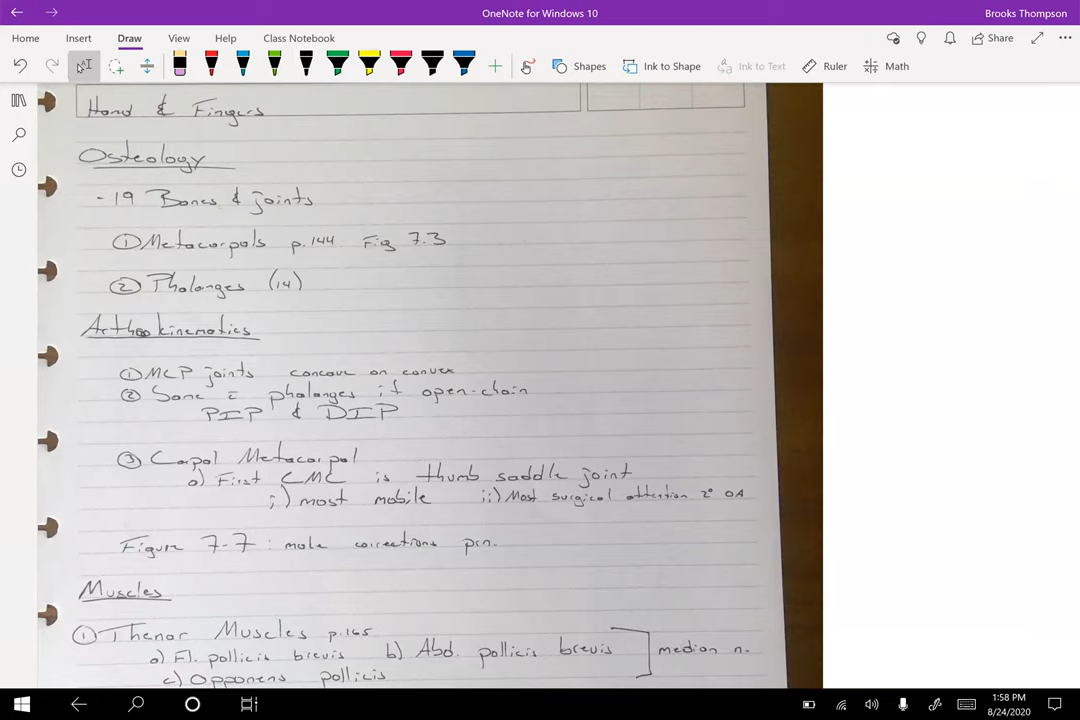 OneNote for Windows 10
Brooks Thompson
Home Insert Draw View Help Class Notebook
Share
Shapes Ink to Shape Ink to Text Ruler Math
Hand & Fingers
Osteology
- 19 Bones & joints
① Metacarpals p.144 Fig 7.3
② Phalanges (14)
Arthrokinematics
① MCP joints concave on convex
② Same c̄ phalanges if open-chain
PIP & DIP
③ Carpal Metacarpal
a) First CMC is thumb saddle joint
i) most mobile ii) Most surgical attention 2° OA
Figure 7-7: make corrections prn.
Muscles
① Thenar Muscles p.165
a) Fl. pollicis brevis b) Abd. pollicis brevis
median n.
c) Opponens pollicis
1:58 PM
8/24/2020